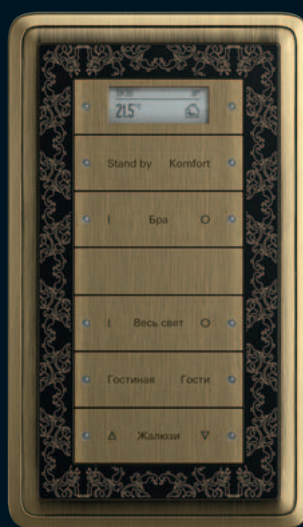 21.5°C
Stand by Komfort
I Бра O
I Весь свет O
Гостиная Гости
Δ Жалюзи ∇